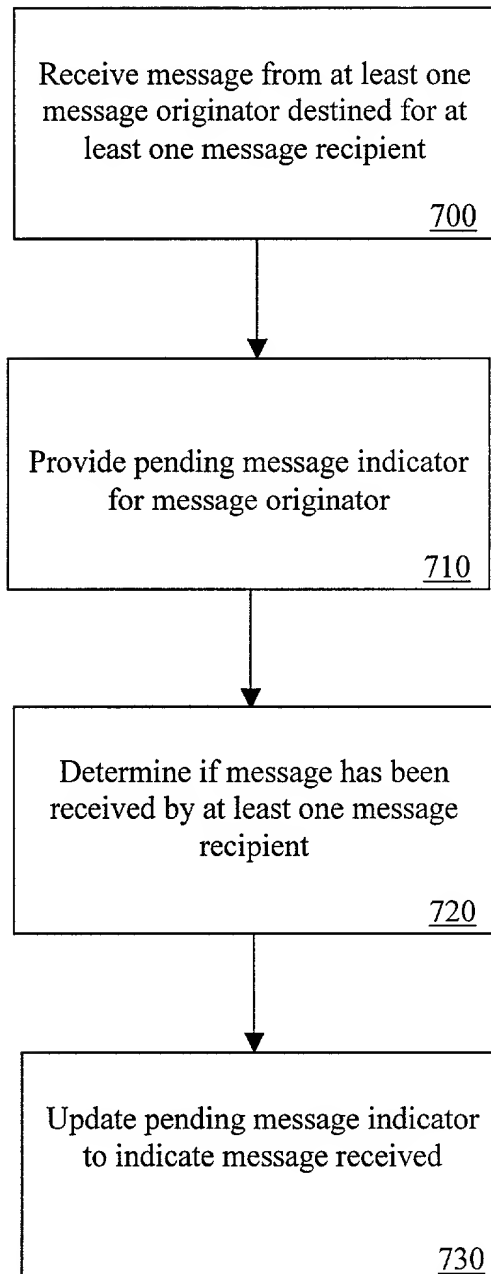 Receive message from at least one
message originator destined for at
least one message recipient
700
Provide pending message indicator
for message originator
710
Determine if message has been
received by at least one message
recipient
720
Update pending message indicator
to indicate message received
730